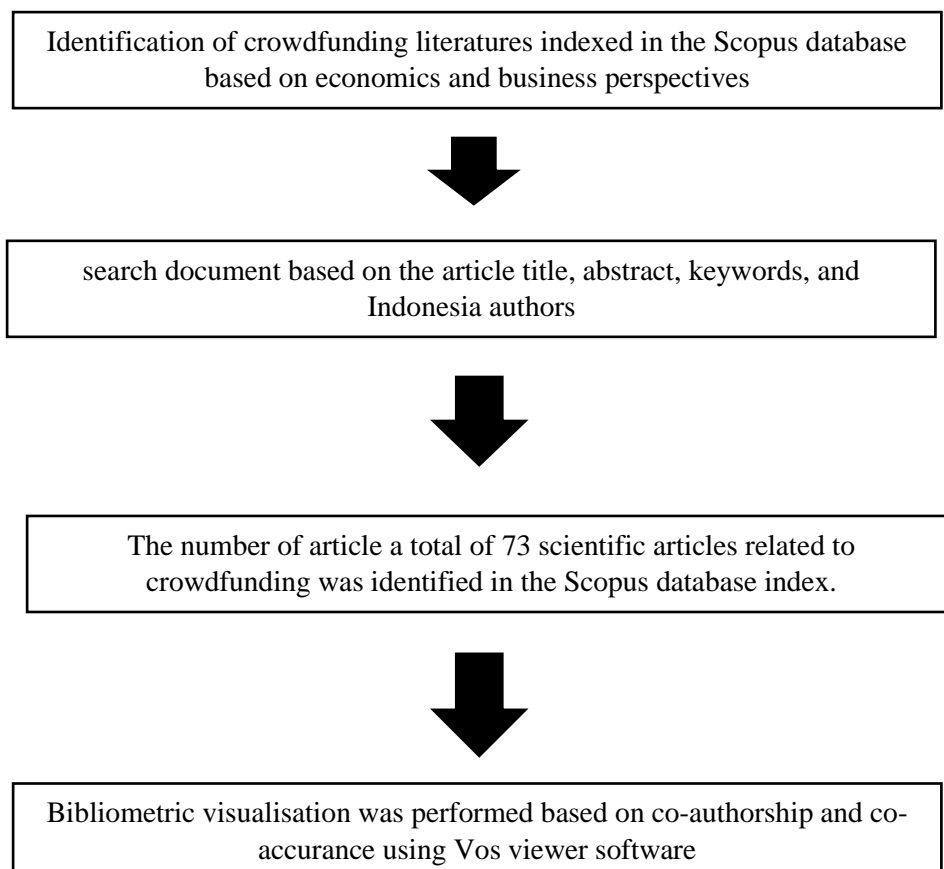 Identification of crowdfunding literatures indexed in the Scopus database
based on economics and business perspectives
search document based on the article title, abstract, keywords, and
Indonesia authors
The number of article a total of 73 scientific articles related to
crowdfunding was identified in the Scopus database index.
Bibliometric visualisation was performed based on co-authorship and co-
accurance using Vos viewer software